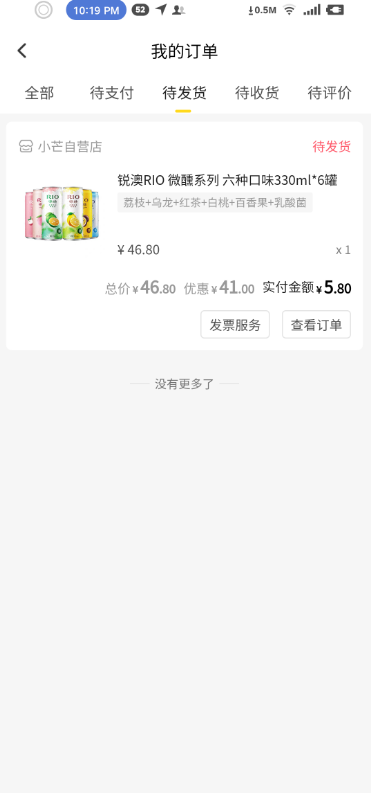 10:19 PM 52 0.5M
我的订单
全部 待支付 待发货 待收货 待评价
小芒自营店 待发货
锐澳RIO 微醺系列 六种口味330ml*6罐
荔枝+乌龙+红茶+白桃+百香果+乳酸菌
¥ 46.80 x 1
总价 ¥ 46.80 优惠 ¥ 41.00 实付金额 ¥ 5.80
发票服务 查看订单
没有更多了
RIO RIO